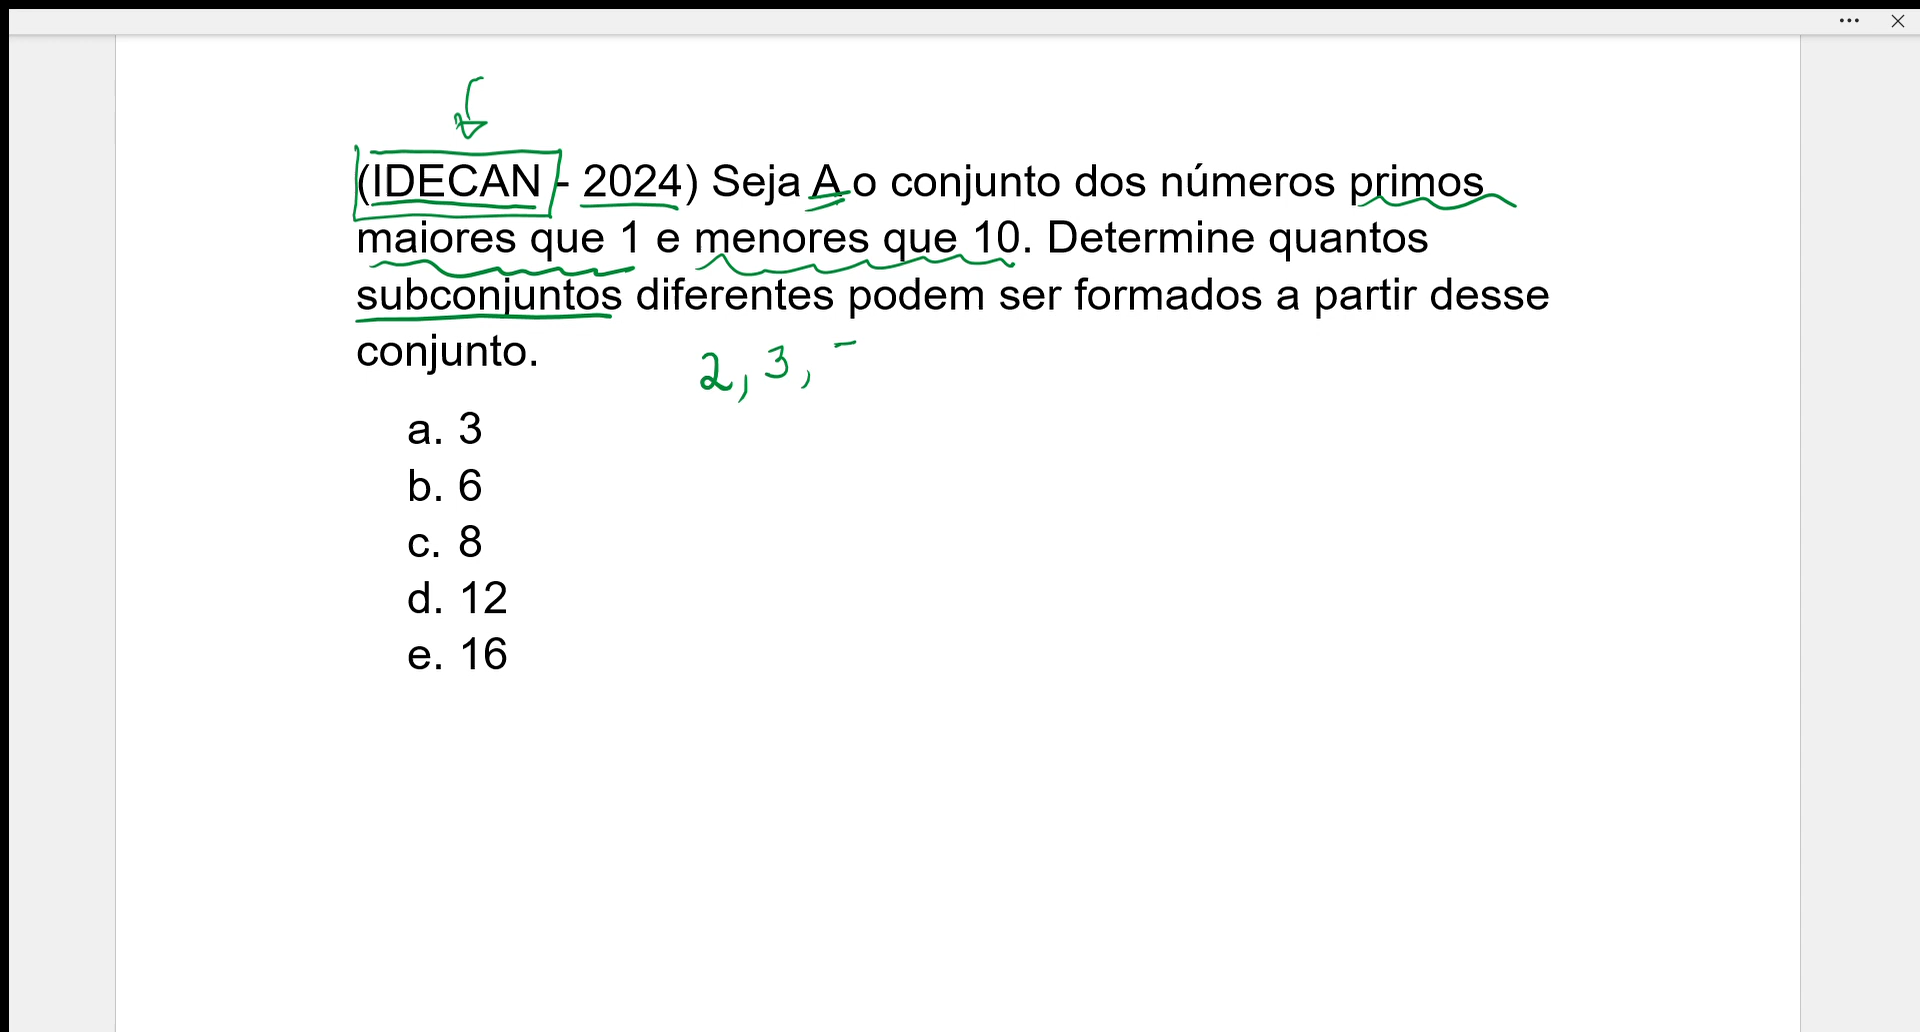 (IDECAN - 2024) Seja A o conjunto dos números primos
maiores que 1 e menores que 10. Determine quantos
subconjuntos diferentes podem ser formados a partir desse
conjunto.
2, 3,
a. 3
b. 6
c. 8
d. 12
e. 16